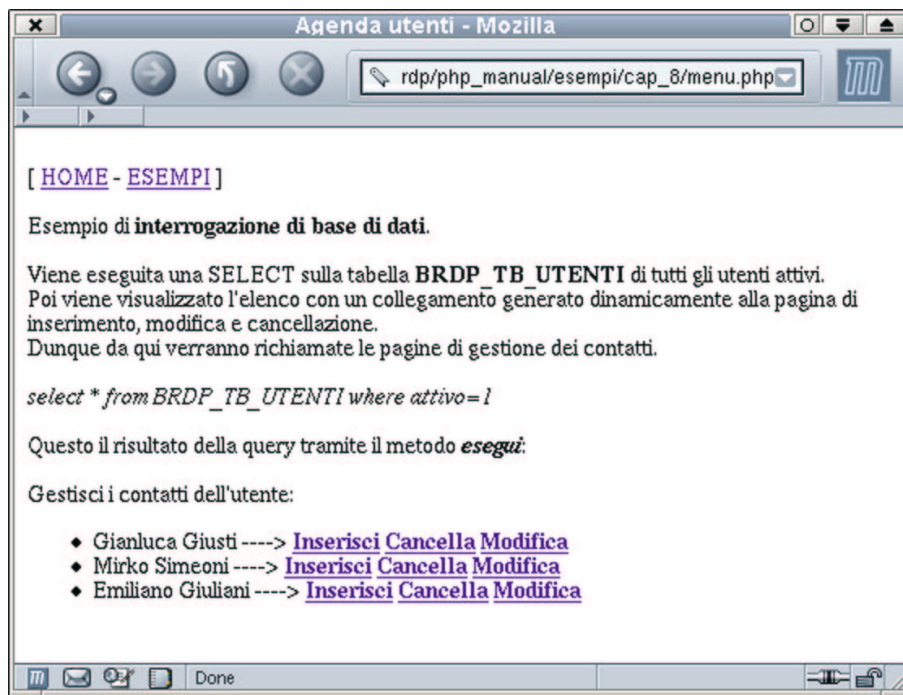 Agenda utenti - Mozilla
rdp/php_manual/esempi/cap_8/menu.php
[ HOME - ESEMPI ]
Esempio di interrogazione di base di dati.
Viene eseguita una SELECT sulla tabella BRDP_TB_UTENTI di tutti gli utenti attivi.
Poi viene visualizzato l'elenco con un collegamento generato dinamicamente alla pagina di
inserimento, modifica e cancellazione.
Dunque da qui verranno richiamate le pagine di gestione dei contatti.
select * from BRDP_TB_UTENTI where attivo=1
Questo il risultato della query tramite il metodo esegui:
Gestisci i contatti dell'utente:
Gianluca Giusti ----> Inserisci Cancella Modifica
Mirko Simeoni ----> Inserisci Cancella Modifica
Emiliano Giuliani ----> Inserisci Cancella Modifica
Done